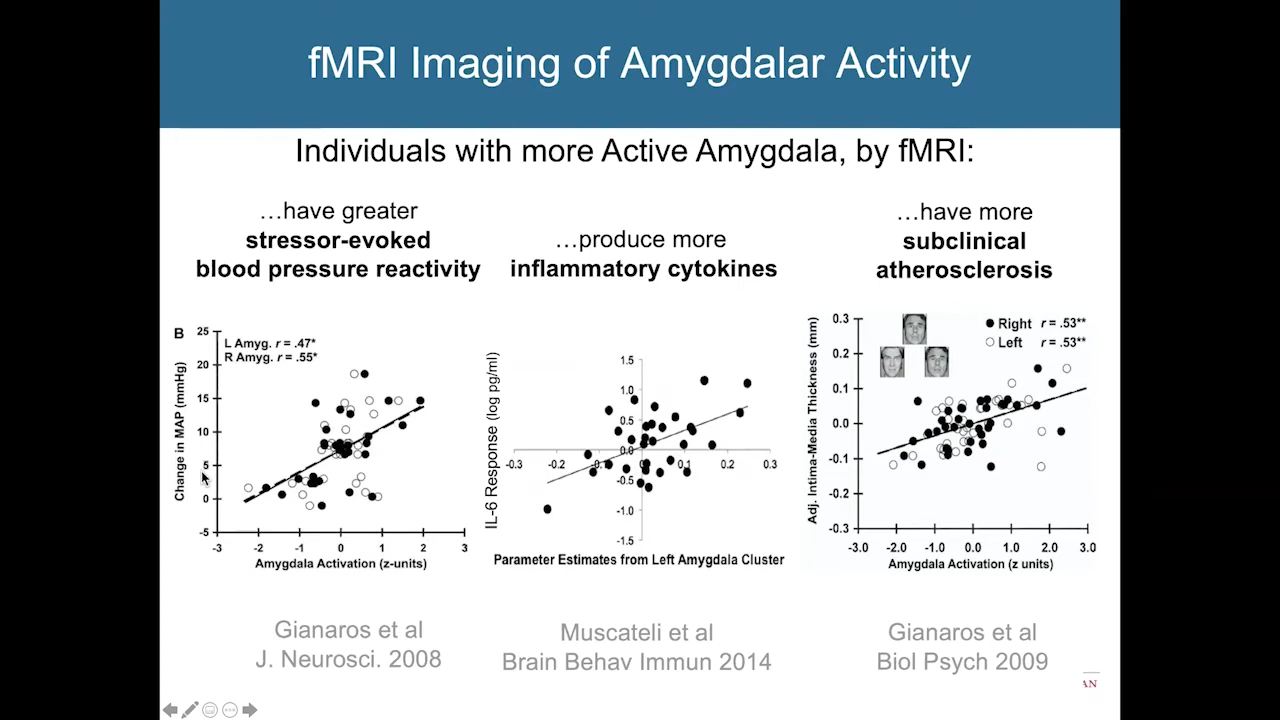 fMRI Imaging of Amygdalar Activity
Individuals with more Active Amygdala, by fMRI:
…have greater
stressor-evoked
blood pressure reactivity
…produce more
inflammatory cytokines
…have more
subclinical
atherosclerosis
B
L Amyg. r = .47*
R Amyg. r = .55*
Change in MAP (mmHg)
25
20
15
10
5
0
-5
-3 -2 -1 0 1 2 3
Amygdala Activation (z-units)
IL-6 Response (log pg/ml)
1.5
1.0
0.5
0.0
-0.5
-1.0
-1.5
-0.3 -0.2 -0.1 0.1 0.2 0.3
Parameter Estimates from Left Amygdala Cluster
Right r = .53**
Left r = .53**
Adj. Intima-Media Thickness (mm)
0.3
0.2
0.1
0.0
-0.1
-0.2
-0.3
-3.0 -2.0 -1.0 0.0 1.0 2.0 3.0
Amygdala Activation (z units)
Gianaros et al
J. Neurosci. 2008
Muscateli et al
Brain Behav Immun 2014
Gianaros et al
Biol Psych 2009
AN